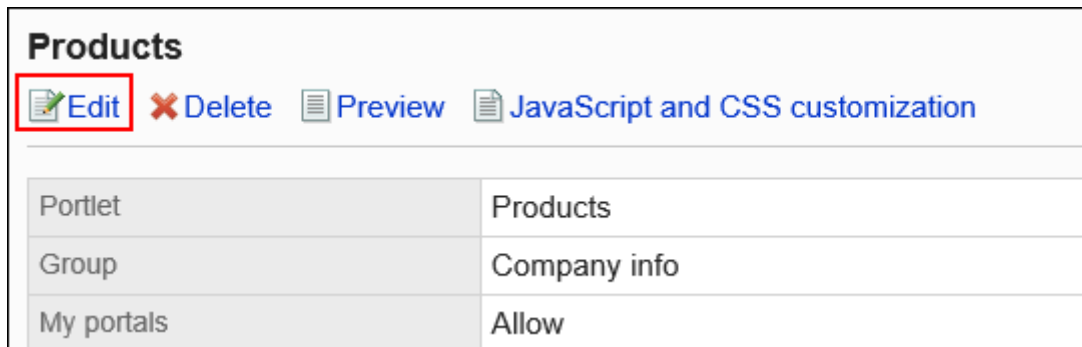 Products
Edit Delete Preview JavaScript and CSS customization
Portlet Products
Group Company info
My portals Allow